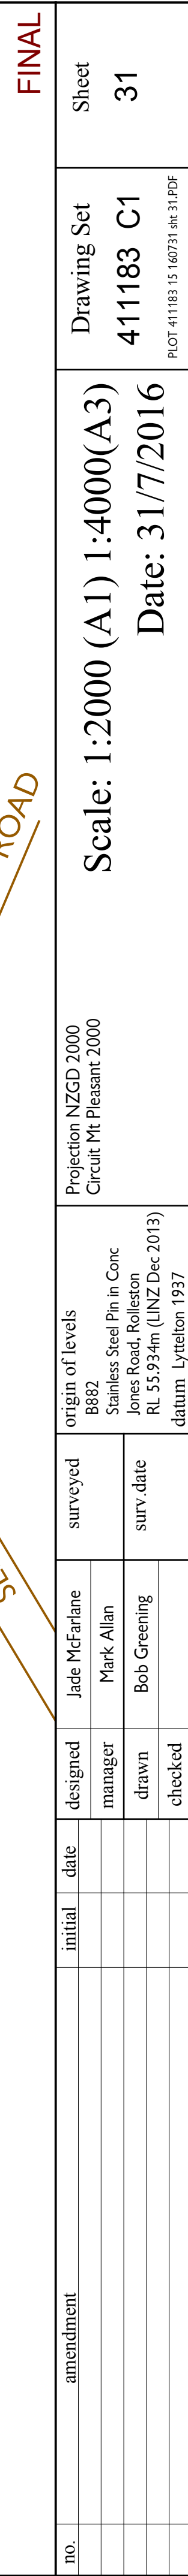 FINAL
ROAD
no.
amendment
initial
date
designed
Jade McFarlane
manager
Mark Allan
drawn
Bob Greening
checked
surveyed
surv.date
origin of levels
B882
Stainless Steel Pin in Conc
Jones Road, Rolleston
RL 55.934m (LINZ Dec 2013)
datum Lyttelton 1937
Projection NZGD 2000
Circuit Mt Pleasant 2000
Scale: 1:2000 (A1) 1:4000(A3)
Date: 31/7/2016
Drawing Set
411183 C1
PLOT 411183 15 160731 sht 31.PDF
Sheet
31